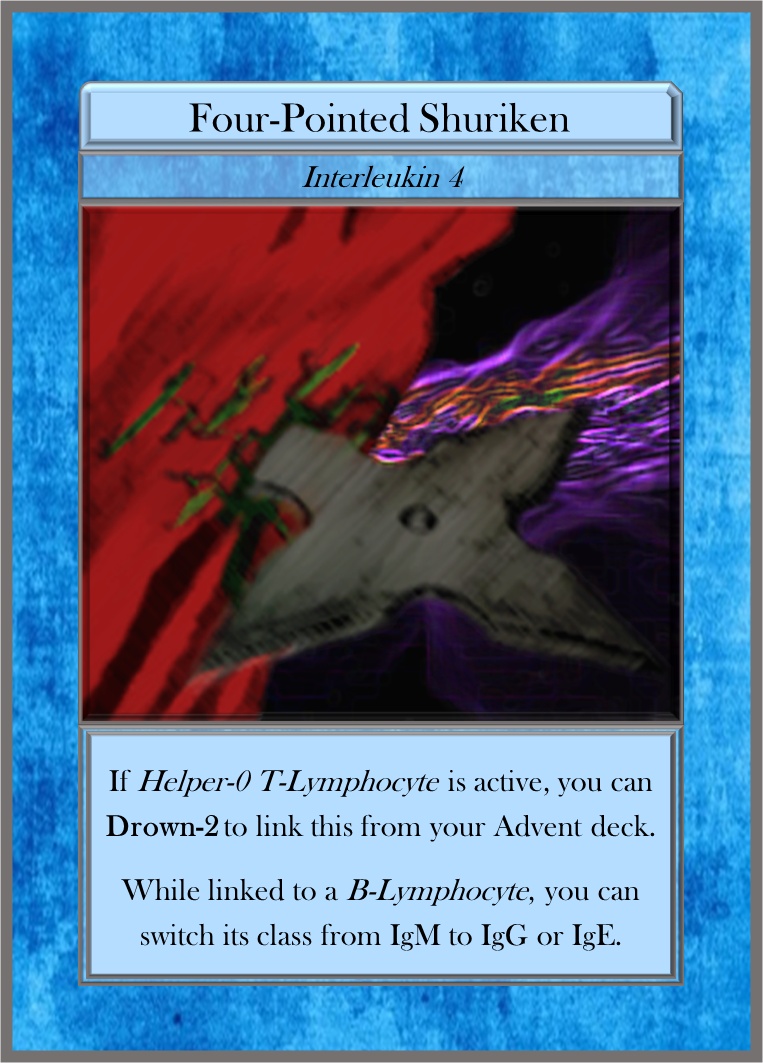 Four-Pointed Shuriken
Interleukin 4
If Helper-0 T-Lymphocyte is active, you can
Drown-2 to link this from your Advent deck.
While linked to a B-Lymphocyte, you can
switch its class from IgM to IgG or IgE.